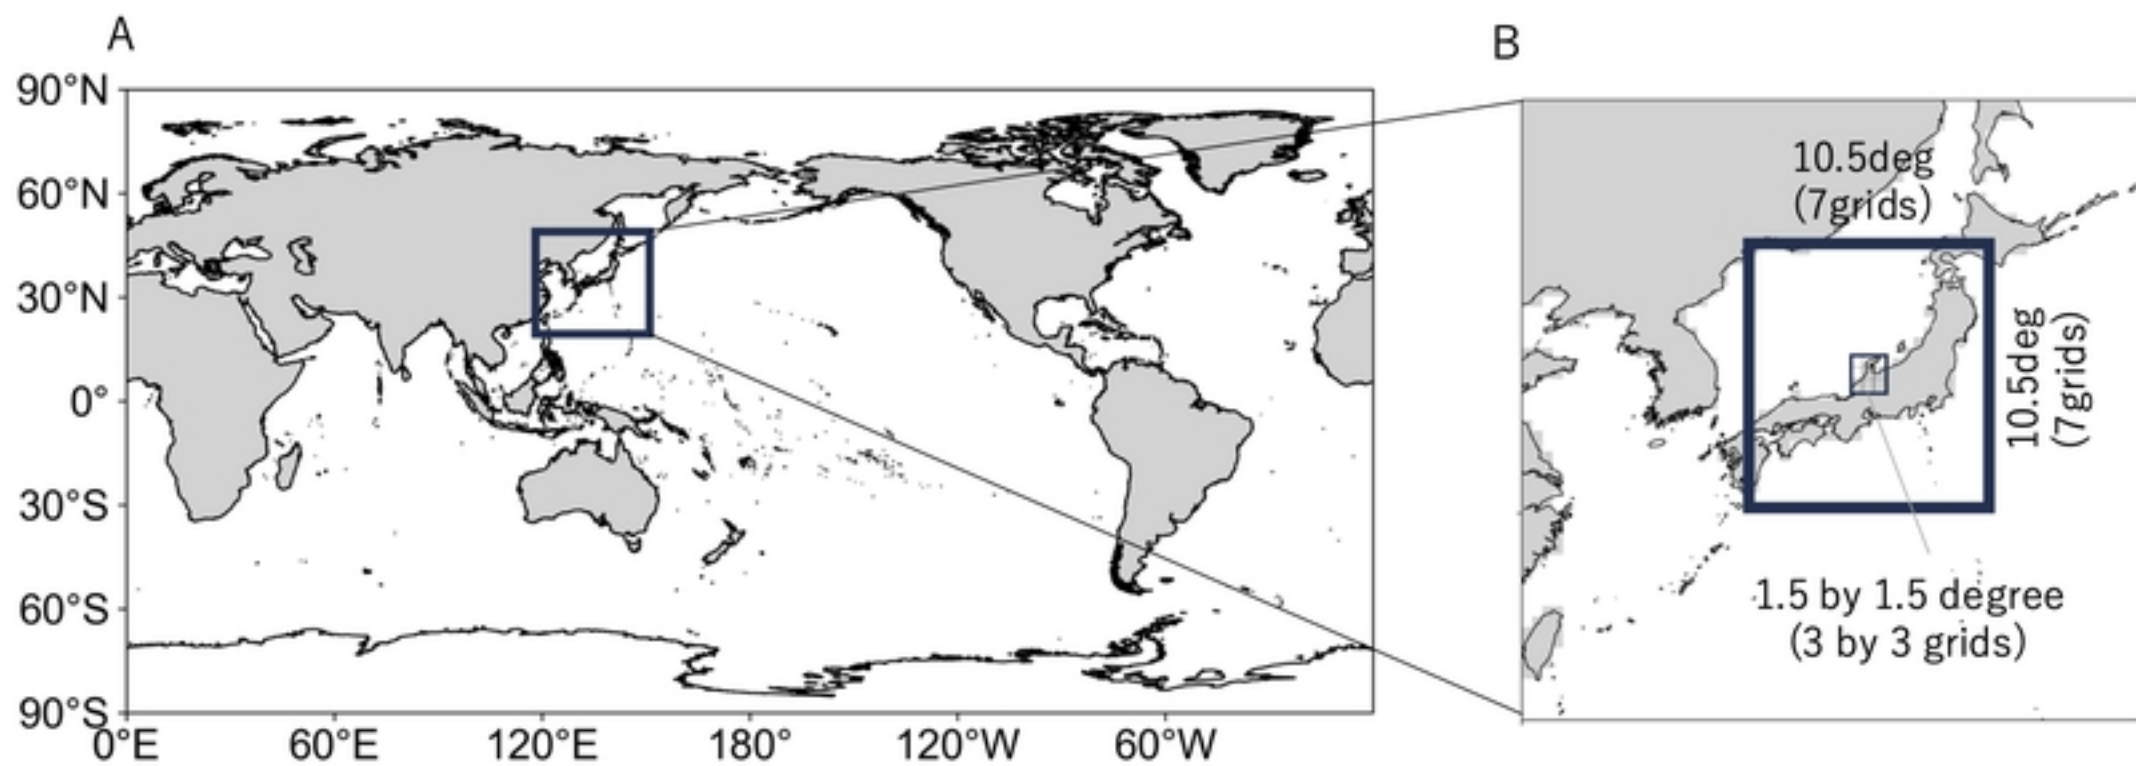 A
B
90°N
60°N
30°N
0°
30°S
60°S
90°S
0°E 60°E 120°E 180° 120°W 60°W
10.5deg
(7grids)
10.5deg
(7grids)
1.5 by 1.5 degree
(3 by 3 grids)